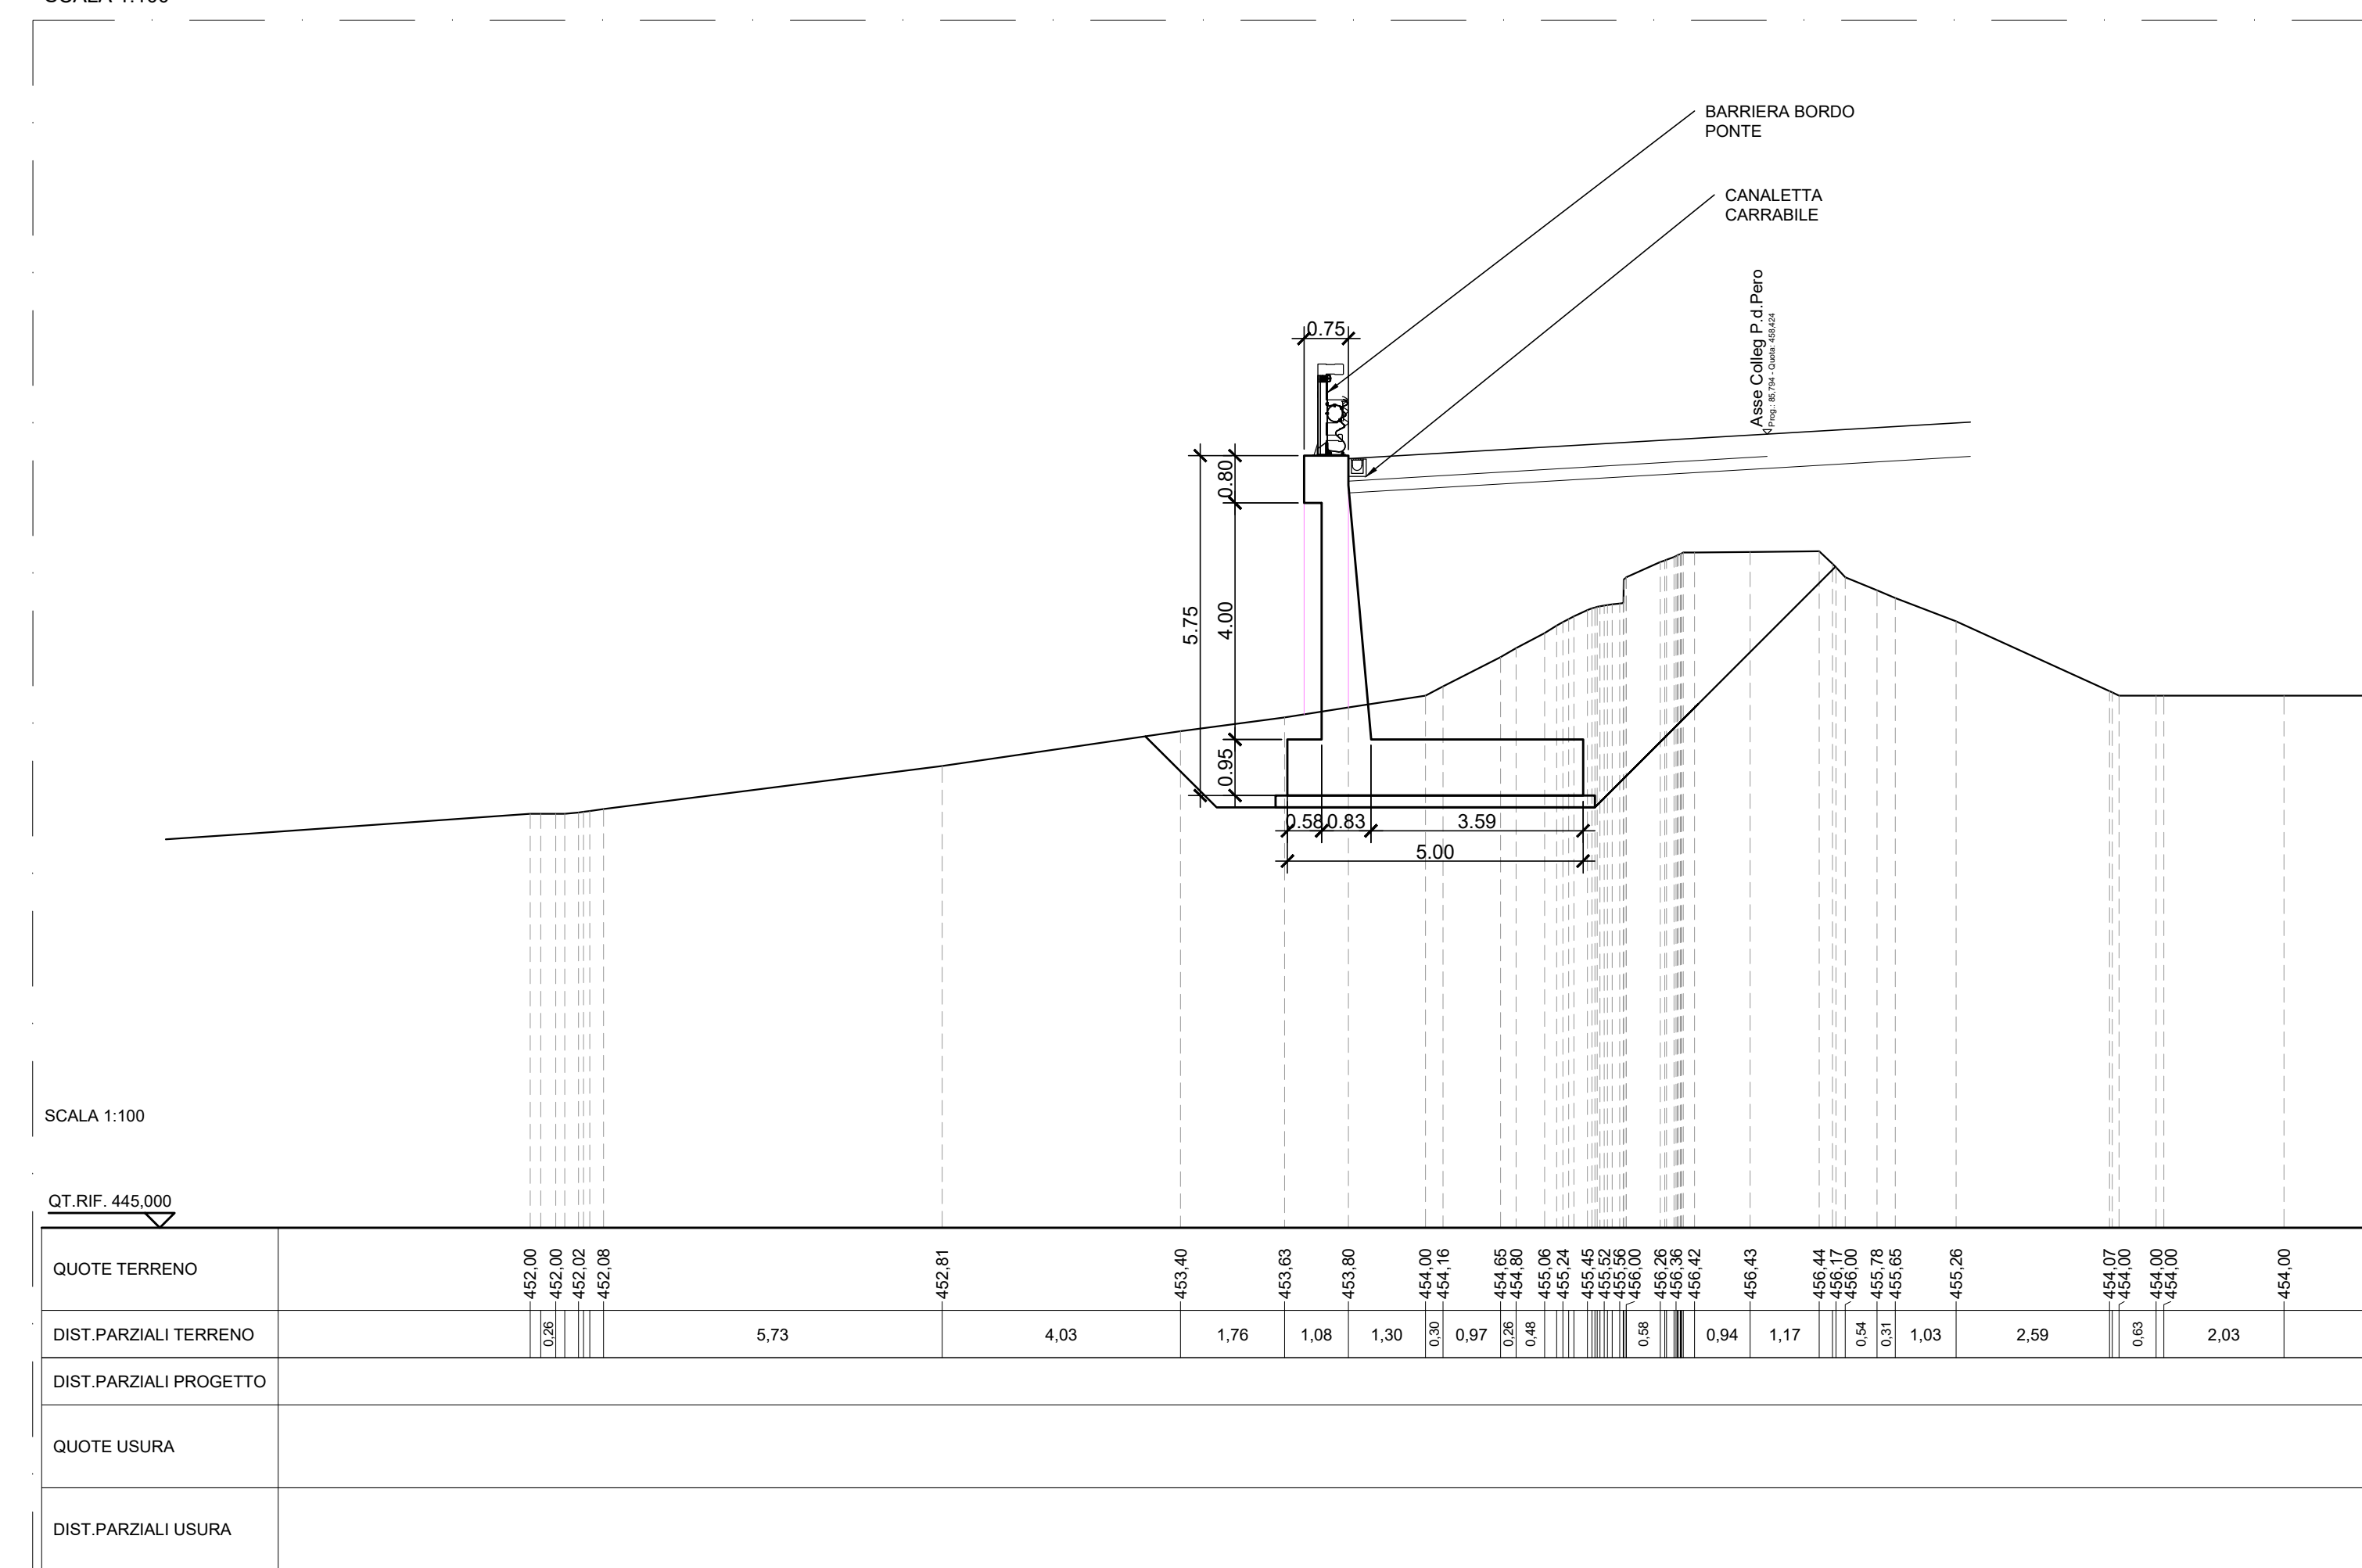 BARRIERA BORDO
PONTE
CANALETTA
CARRABILE
Asse Colleg P.d.Pero
Prog.: 85,794 - Quota: 458,424
0.75
0.80
5.75
4.00
0.95
0.58 0.83 3.59
5.00
SCALA 1:100
QT.RIF. 445,000
QUOTE TERRENO 452,00 452,00 452,02 452,08 452,81 453,40 453,63 453,80 454,00 454,16 454,65 454,80 455,06 455,24 455,45 455,52 455,56 456,00 456,26 456,36 456,42 456,43 456,44 456,17 456,00 455,78 455,65 455,26 454,07 454,00 454,00 454,00 454,00
DIST.PARZIALI TERRENO 0,26 5,73 4,03 1,76 1,08 1,30 0,30 0,97 0,26 0,48 0,58 0,94 1,17 0,54 0,31 1,03 2,59 0,63 2,03
DIST.PARZIALI PROGETTO
QUOTE USURA
DIST.PARZIALI USURA